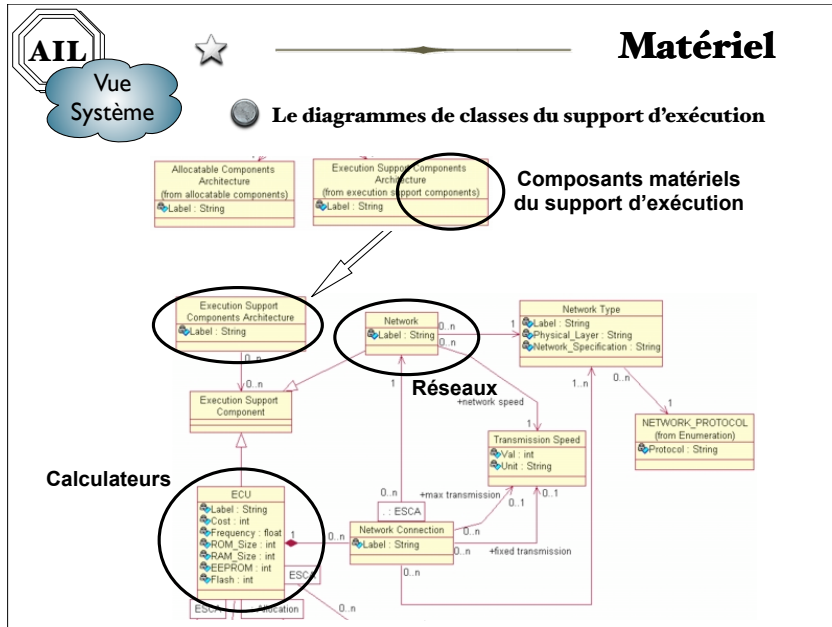 AIL
Vue
Système
Matériel
Le diagrammes de classes du support d’exécution
Allocatable Components
Architecture
(from allocatable components)
Label : String
Execution Support Components
Architecture
(from execution support components)
Label : String
Composants matériels
du support d’exécution
Execution Support
Components Architecture
Label : String
0..n
0..n
Execution Support
Component
Network
Label : String
0..n
0..n
1
Réseaux
1
+network speed
1
Network Type
Label : String
Physical_Layer : String
Network_Specification : String
1..n
0..n
1
NETWORK_PROTOCOL
(from Enumeration)
Protocol : String
Transmission Speed
Val : int
Unit : String
Calculateurs
ECU
Label : String
Cost : int
Frequency : float
ROM_Size : int
RAM_Size : int
EEPROM : int
Flash : int
1
0..n
0..n
. : ESCA
+max transmission
0..1
0..1
Network Connection
Label : String
0..n
0..n
+fixed transmission
0..n
ESCA
ESCA
Allocation
0..n